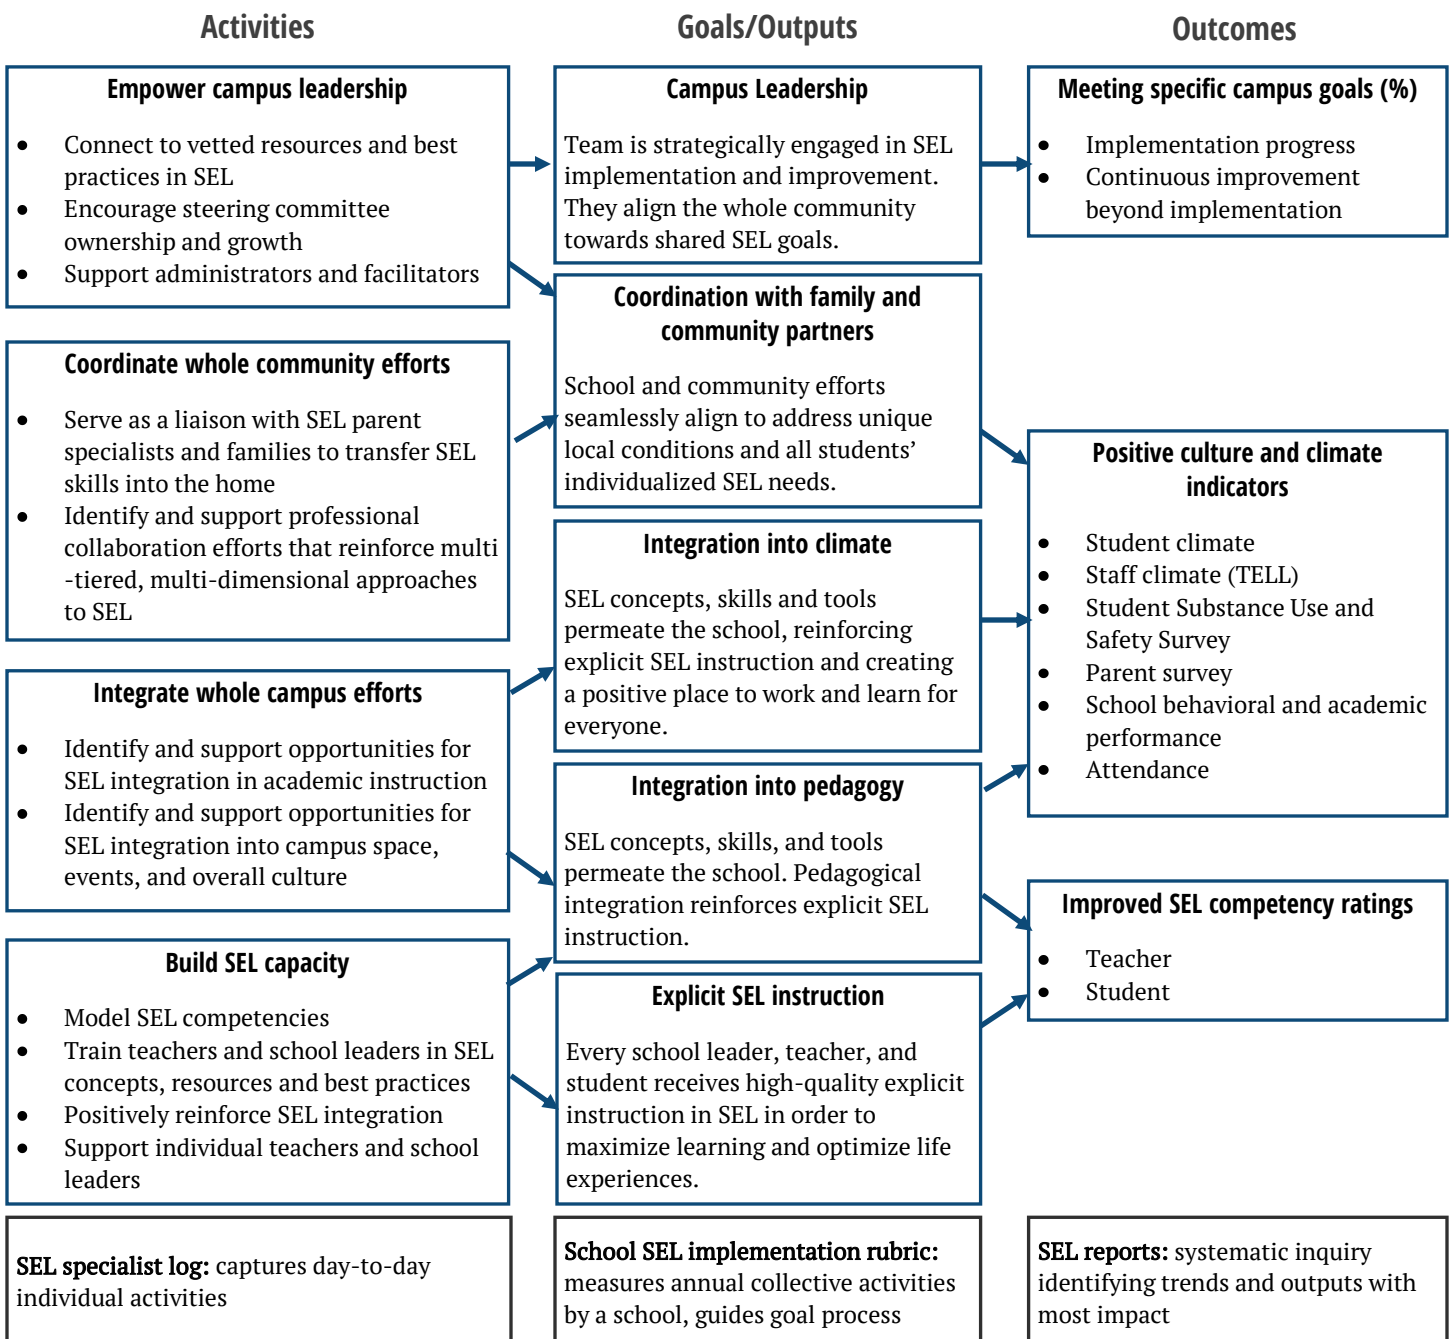 Activities
Empower campus leadership
• Connect to vetted resources and best
practices in SEL
• Encourage steering committee
ownership and growth
• Support administrators and facilitators
Coordinate whole community efforts
• Serve as a liaison with SEL parent
specialists and families to transfer SEL
skills into the home
• Identify and support professional
collaboration efforts that reinforce multi
-tiered, multi-dimensional approaches
to SEL
Integrate whole campus efforts
• Identify and support opportunities for
SEL integration in academic instruction
• Identify and support opportunities for
SEL integration into campus space,
events, and overall culture
Build SEL capacity
• Model SEL competencies
• Train teachers and school leaders in SEL
concepts, resources and best practices
• Positively reinforce SEL integration
• Support individual teachers and school
leaders
SEL specialist log: captures day-to-day
individual activities
Goals/Outputs
Campus Leadership
Team is strategically engaged in SEL
implementation and improvement.
They align the whole community
towards shared SEL goals.
Coordination with family and
community partners
School and community efforts
seamlessly align to address unique
local conditions and all students’
individualized SEL needs.
Integration into climate
SEL concepts, skills and tools
permeate the school, reinforcing
explicit SEL instruction and creating
a positive place to work and learn for
everyone.
Integration into pedagogy
SEL concepts, skills, and tools
permeate the school. Pedagogical
integration reinforces explicit SEL
instruction.
Explicit SEL instruction
Every school leader, teacher, and
student receives high-quality explicit
instruction in SEL in order to
maximize learning and optimize life
experiences.
School SEL implementation rubric:
measures annual collective activities
by a school, guides goal process
Outcomes
Meeting specific campus goals (%)
• Implementation progress
• Continuous improvement
beyond implementation
Positive culture and climate
indicators
• Student climate
• Staff climate (TELL)
• Student Substance Use and
Safety Survey
• Parent survey
• School behavioral and academic
performance
• Attendance
Improved SEL competency ratings
• Teacher
• Student
SEL reports: systematic inquiry
identifying trends and outputs with
most impact